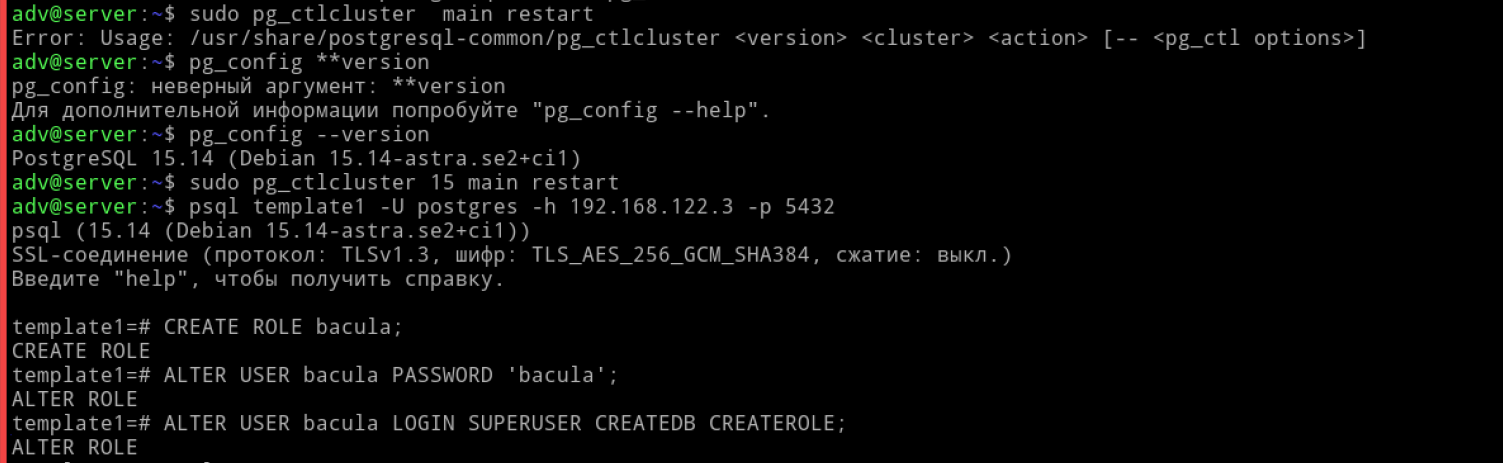 adv@server:~$ sudo pg_ctlcluster  main restart
Error: Usage: /usr/share/postgresql-common/pg_ctlcluster <version> <cluster> <action> [-- <pg_ctl options>]
adv@server:~$ pg_config **version
pg_config: неверный аргумент: **version
Для дополнительной информации попробуйте "pg_config --help".
adv@server:~$ pg_config --version
PostgreSQL 15.14 (Debian 15.14-astra.se2+ci1)
adv@server:~$ sudo pg_ctlcluster 15 main restart
adv@server:~$ psql template1 -U postgres -h 192.168.122.3 -p 5432
psql (15.14 (Debian 15.14-astra.se2+ci1))
SSL-соединение (протокол: TLSv1.3, шифр: TLS_AES_256_GCM_SHA384, сжатие: выкл.)
Введите "help", чтобы получить справку.

template1=# CREATE ROLE bacula;
CREATE ROLE
template1=# ALTER USER bacula PASSWORD 'bacula';
ALTER ROLE
template1=# ALTER USER bacula LOGIN SUPERUSER CREATEDB CREATEROLE;
ALTER ROLE